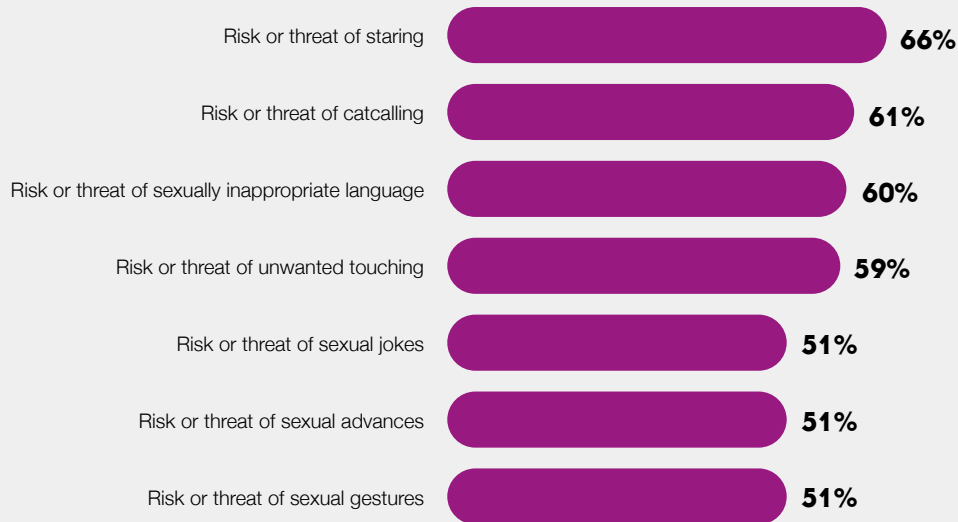 Risk or threat of staring 66%
Risk or threat of catcalling 61%
Risk or threat of sexually inappropriate language 60%
Risk or threat of unwanted touching 59%
Risk or threat of sexual jokes 51%
Risk or threat of sexual advances 51%
Risk or threat of sexual gestures 51%